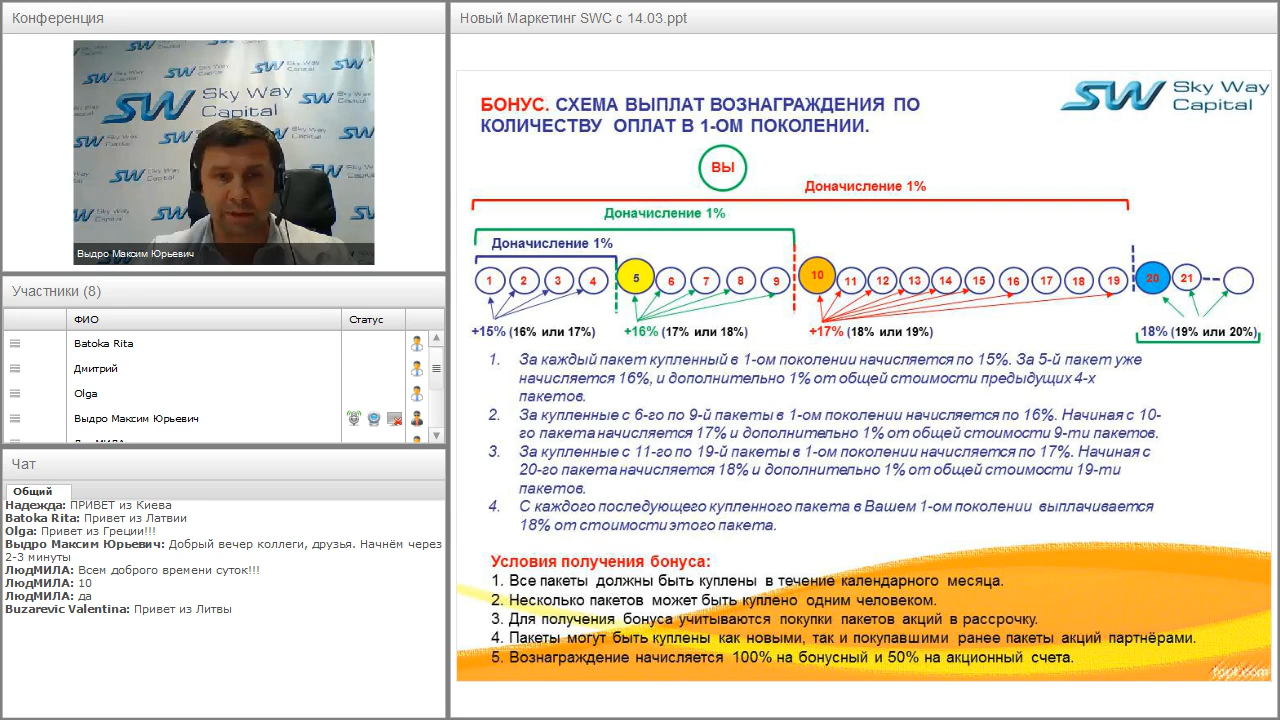 Конференция
Sky Way
Capital
Выдро Максим Юрьевич
Участники (8)
ФИО
Статус
Batoka Rita
Дмитрий
Olga
Выдро Максим Юрьевич
Чат
Общий
Надежда: ПРИВЕТ из Киева
Batoka Rita: Привет из Латвии
Olga: Привет из Греции!!!
Выдро Максим Юрьевич: Добрый вечер коллеги, друзья. Начнём через
2-3 минуты
ЛюдМИЛА: Всем доброго времени суток!!!
ЛюдМИЛА: 10
ЛюдМИЛА: да
Buzarevic Valentina: Привет из Литвы
Новый Маркетинг SWC с 14.03.ppt
БОНУС. СХЕМА ВЫПЛАТ ВОЗНАГРАЖДЕНИЯ ПО
КОЛИЧЕСТВУ ОПЛАТ В 1-ОМ ПОКОЛЕНИИ.
SW Sky Way
Capital
ВЫ
Доначисление 1%
Доначисление 1%
Доначисление 1%
1 2 3 4 5 6 7 8 9 10 11 12 13 14 15 16 17 18 19 20 21
+15% (16% или 17%) +16% (17% или 18%) +17% (18% или 19%) 18% (19% или 20%)
1. За каждый пакет купленный в 1-ом поколении начисляется по 15%. За 5-й пакет уже
начисляется 16%, и дополнительно 1% от общей стоимости предыдущих 4-х
пакетов.
2. За купленные с 6-го по 9-й пакеты в 1-ом поколении начисляется по 16%. Начиная с 10-
го пакета начисляется 17% и дополнительно 1% от общей стоимости 9-ти пакетов.
3. За купленные с 11-го по 19-й пакеты в 1-ом поколении начисляется по 17%. Начиная с
20-го пакета начисляется 18% и дополнительно 1% от общей стоимости 19-ти
пакетов.
4. С каждого последующего купленного пакета в Вашем 1-ом поколении выплачивается
18% от стоимости этого пакета.
Условия получения бонуса:
1. Все пакеты должны быть куплены в течение календарного месяца.
2. Несколько пакетов может быть куплено одним человеком.
3. Для получения бонуса учитываются покупки пакетов акций в рассрочку.
4. Пакеты могут быть куплены как новыми, так и покупавшими ранее пакеты акций партнёрами.
5. Вознаграждение начисляется 100% на бонусный и 50% на акционный счета.
fppt.com